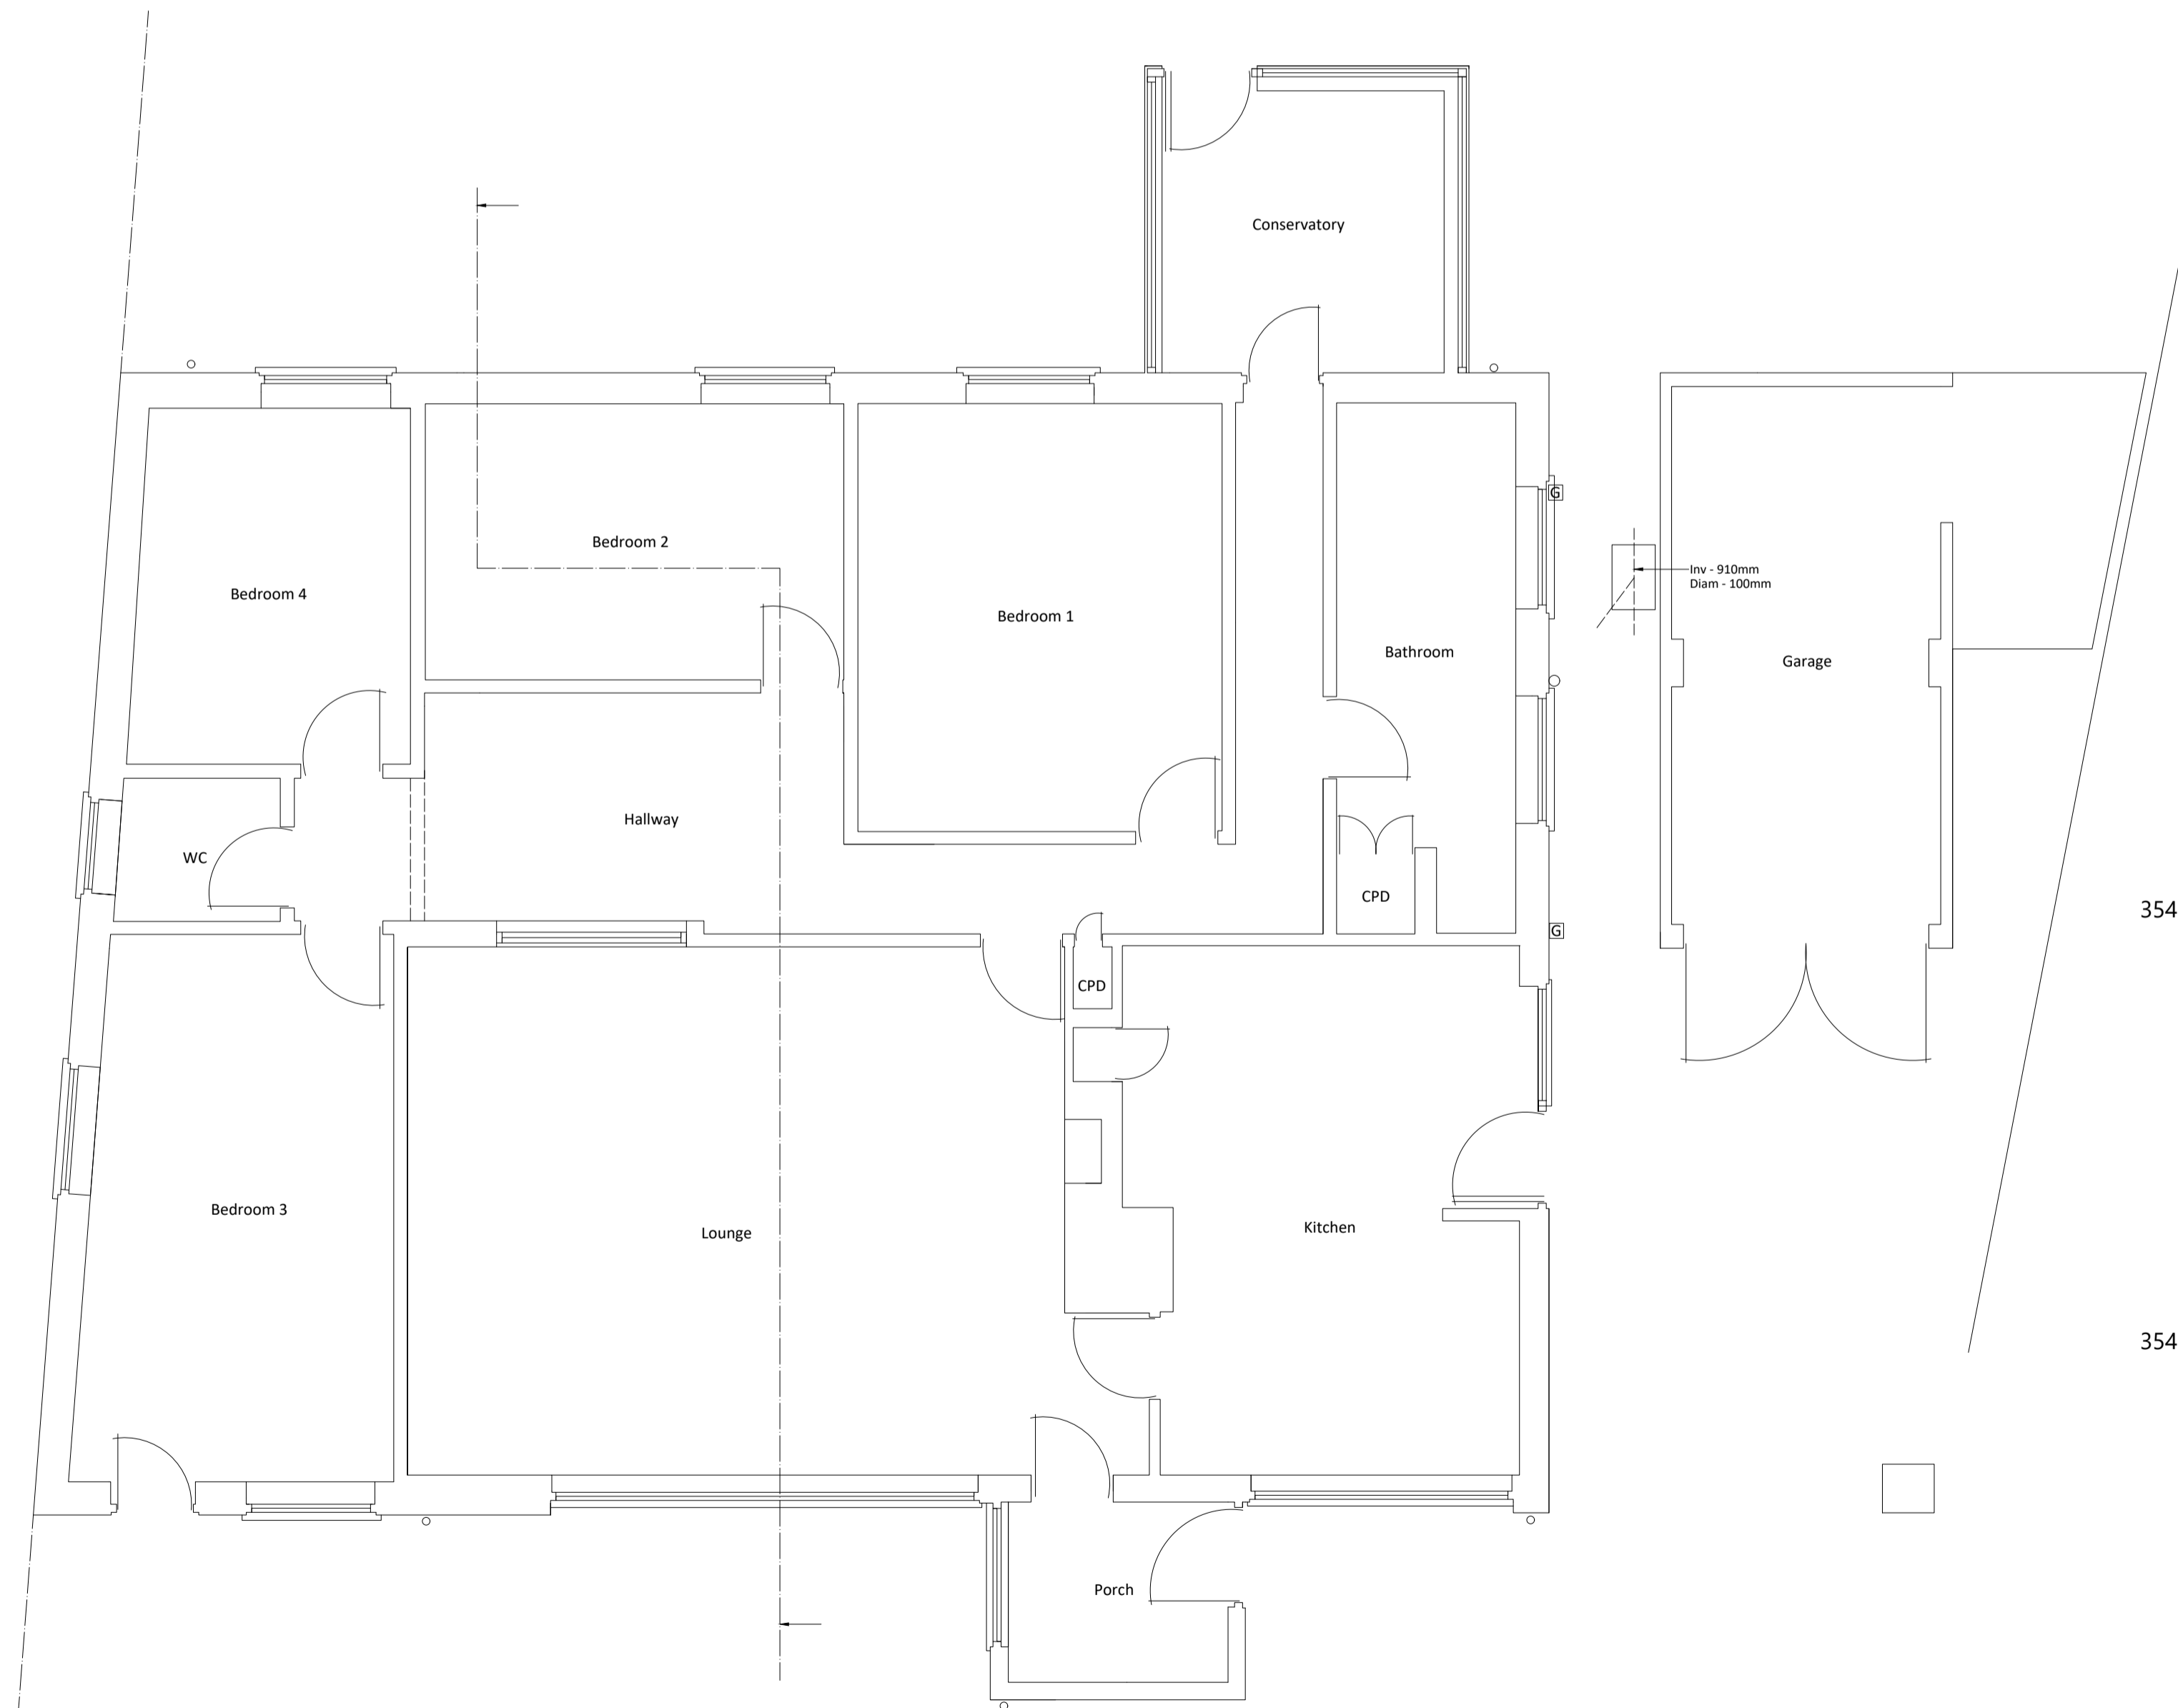 Conservatory
G
Bedroom 2
Inv - 910mm
Diam - 100mm
Bedroom 4
Bedroom 1
Bathroom
Garage
Hallway
WC
CPD
354
G
CPD
Bedroom 3
Lounge
Kitchen
354
Porch